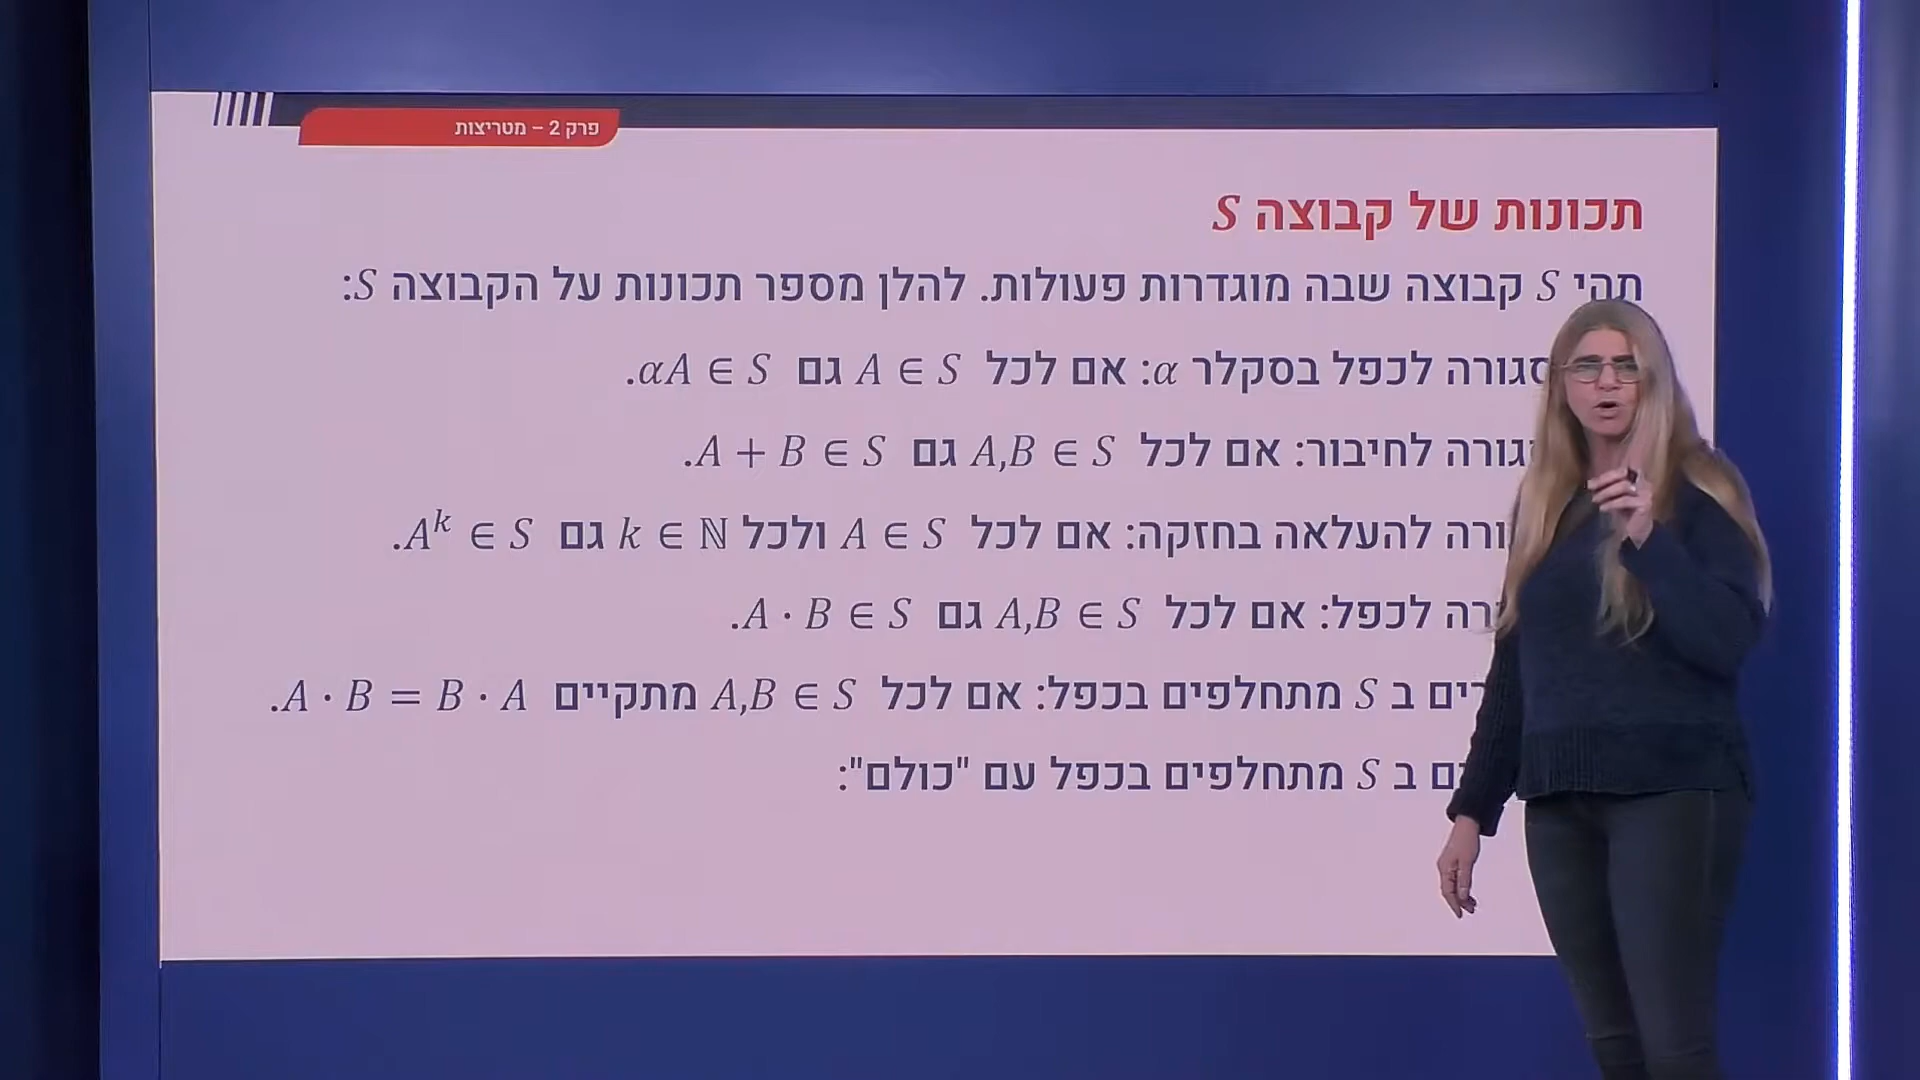 פרק 2 – מטריצות
תכונות של קבוצה S
תהי S קבוצה שבה מוגדרות פעולות. להלן מספר תכונות על הקבוצה S:
סגורה לכפל בסקלר α: אם לכל A ∈ S גם αA ∈ S.
לחיבור: אם לכל A,B ∈ S גם A + B ∈ S.
להעלאה בחזקה: אם לכל A ∈ S ולכל k ∈ ℕ גם A^k ∈ S.
לכפל: אם לכל A,B ∈ S גם A · B ∈ S.
ב S מתחלפים בכפל: אם לכל A,B ∈ S מתקיים A · B = B · A.
ב S מתחלפים בכפל עם "כולם":